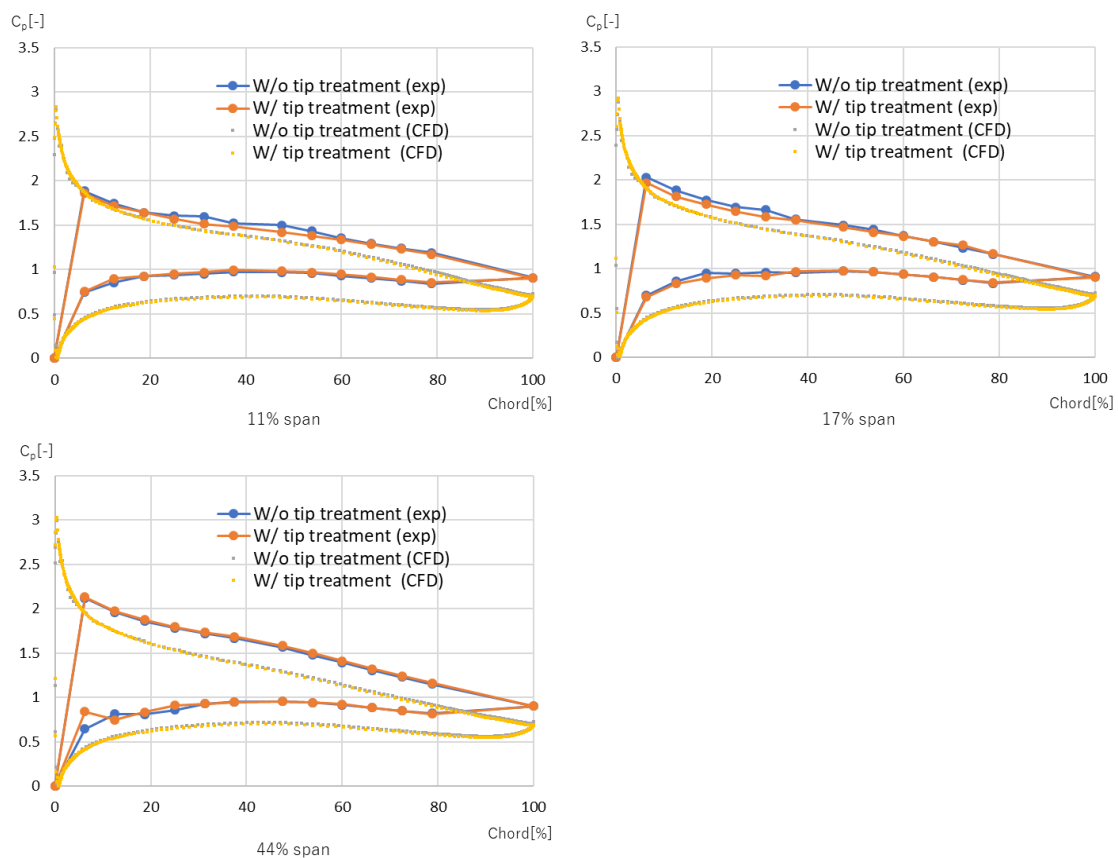 Cp[-]
3.5
3
2.5
2
1.5
1
0.5
0
W/o tip treatment (exp)
W/ tip treatment (exp)
W/o tip treatment (CFD)
W/ tip treatment (CFD)
0 20 40 60 80 100
Chord[%]
11% span
Cp[-]
3.5
3
2.5
2
1.5
1
0.5
0
W/o tip treatment (exp)
W/ tip treatment (exp)
W/o tip treatment (CFD)
W/ tip treatment (CFD)
0 20 40 60 80 100
Chord[%]
17% span
Cp[-]
3.5
3
2.5
2
1.5
1
0.5
0
W/o tip treatment (exp)
W/ tip treatment (exp)
W/o tip treatment (CFD)
W/ tip treatment (CFD)
0 20 40 60 80 100
Chord[%]
44% span